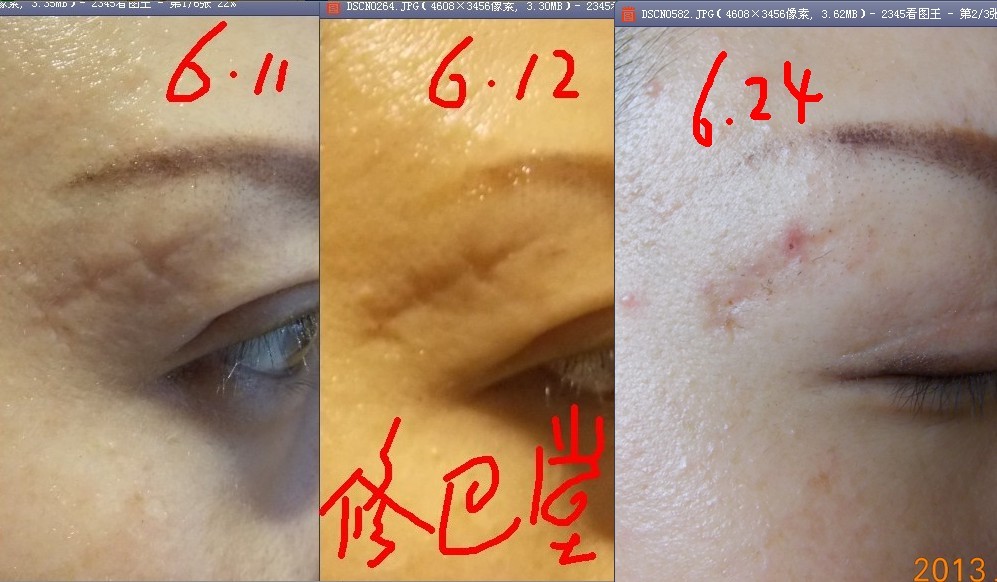 像素, 3.35MB) - 2345看图王 - 第1/6张 22%
DSCN0264.JPG (4608×3456像素, 3.30MB) - 2345
DSCN0582.JPG (4608×3456像素, 3.62MB) - 2345看图王 - 第2/3张
6.11
6.12
6.24
修巴堂
2013